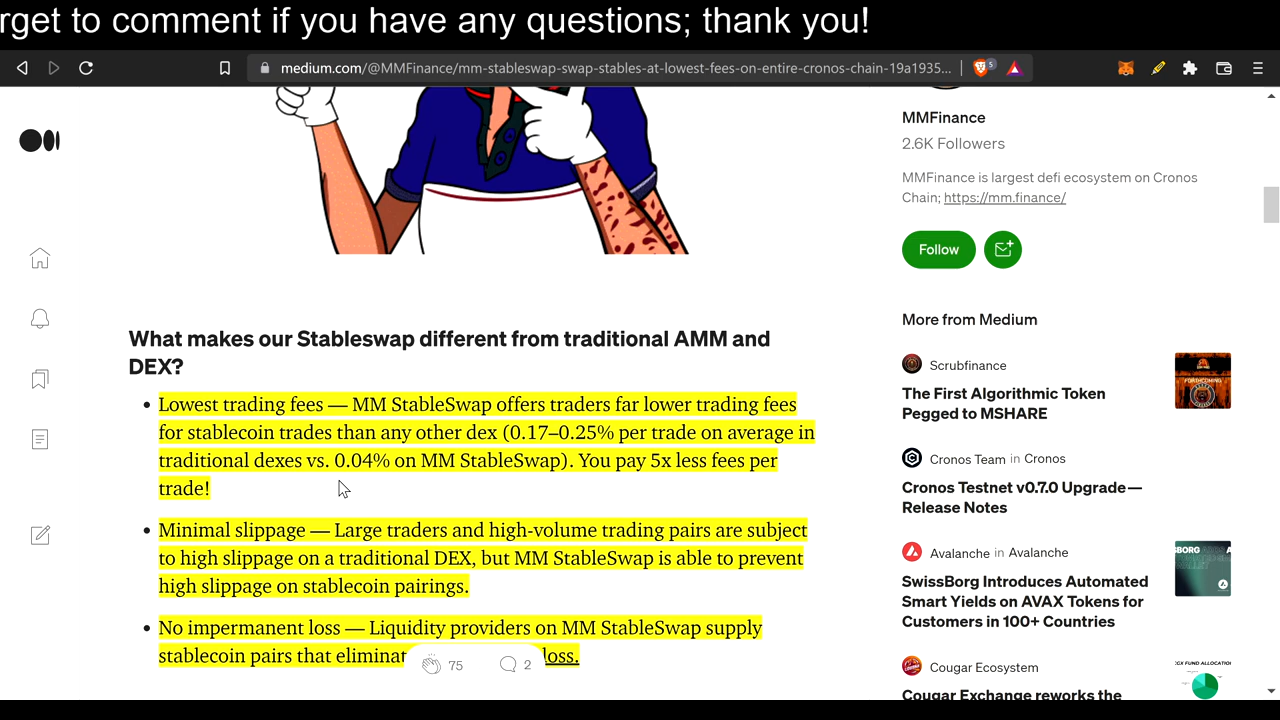 rget to comment if you have any questions; thank you!
medium.com/@MMFinance/mm-stableswap-swap-stables-at-lowest-fees-on-entire-cronos-chain-19a1935...
5
MMFinance
2.6K Followers
MMFinance is largest defi ecosystem on Cronos
Chain; https://mm.finance/
Follow
What makes our Stableswap different from traditional AMM and
DEX?
Lowest trading fees — MM StableSwap offers traders far lower trading fees
for stablecoin trades than any other dex (0.17–0.25% per trade on average in
traditional dexes vs. 0.04% on MM StableSwap). You pay 5x less fees per
trade!
Minimal slippage — Large traders and high-volume trading pairs are subject
to high slippage on a traditional DEX, but MM StableSwap is able to prevent
high slippage on stablecoin pairings.
No impermanent loss — Liquidity providers on MM StableSwap supply
stablecoin pairs that eliminat loss.
75
2
More from Medium
Scrubfinance
The First Algorithmic Token
Pegged to MSHARE
FORTHCOMING
Cronos Team in Cronos
Cronos Testnet v0.7.0 Upgrade—
Release Notes
Avalanche in Avalanche
SwissBorg Introduces Automated
Smart Yields on AVAX Tokens for
Customers in 100+ Countries
Cougar Ecosystem
Cougar Exchange reworks the